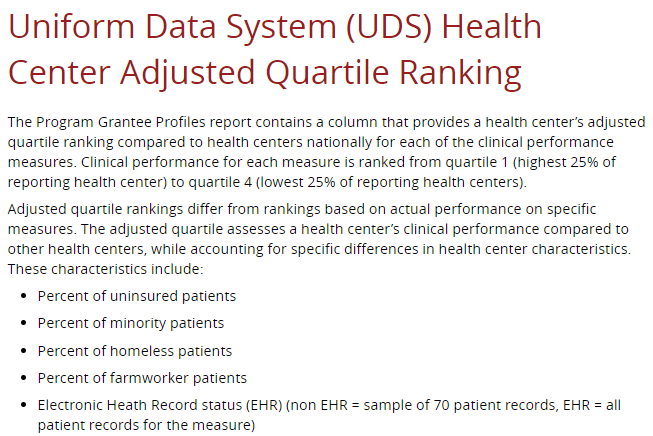 Uniform Data System (UDS) Health
Center Adjusted Quartile Ranking
The Program Grantee Profiles report contains a column that provides a health center's adjusted
quartile ranking compared to health centers nationally for each of the clinical performance
measures. Clinical performance for each measure is ranked from quartile 1 (highest 25% of
reporting health center) to quartile 4 (lowest 25% of reporting health centers).
Adjusted quartile rankings differ from rankings based on actual performance on specific
measures. The adjusted quartile assesses a health center's clinical performance compared to
other health centers, while accounting for specific differences in health center characteristics.
These characteristics include:
• Percent of uninsured patients
• Percent of minority patients
• Percent of homeless patients
• Percent of farmworker patients
• Electronic Heath Record status (EHR) (non EHR = sample of 70 patient records, EHR = all
patient records for the measure)